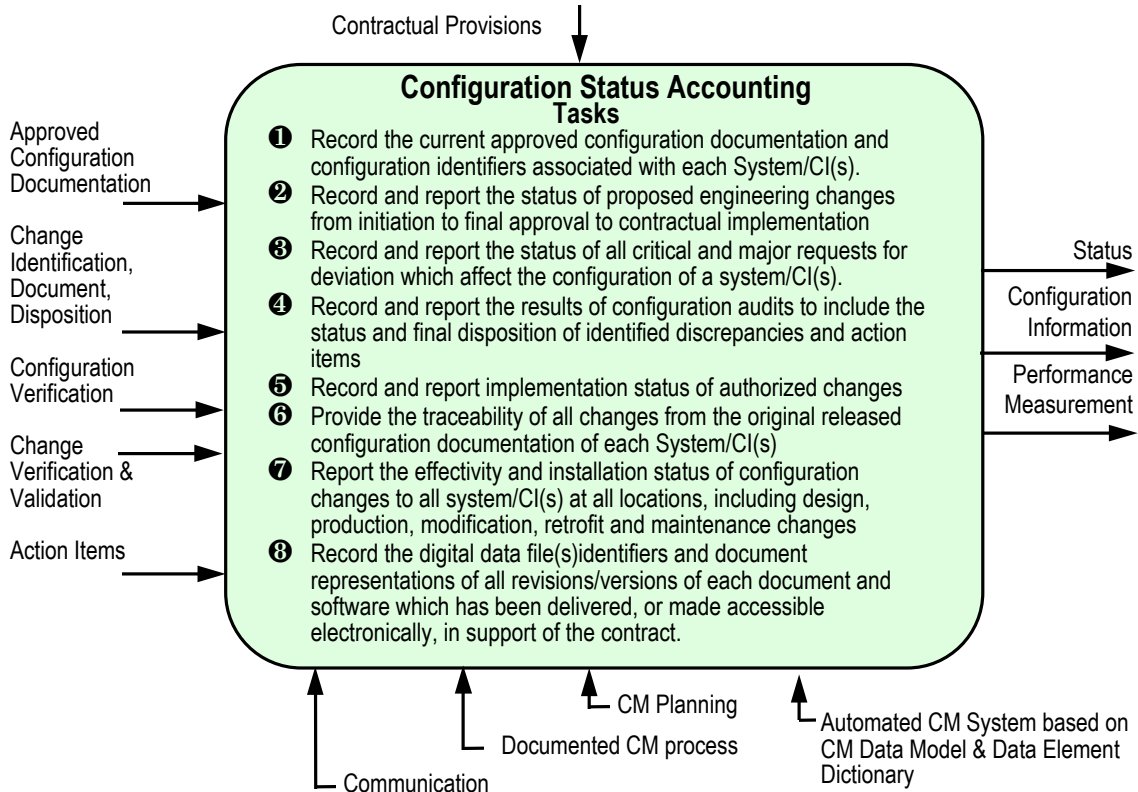 Contractual Provisions
Configuration Status Accounting
Tasks
❶ Record the current approved configuration documentation and
configuration identifiers associated with each System/CI(s).
❷ Record and report the status of proposed engineering changes
from initiation to final approval to contractual implementation
❸ Record and report the status of all critical and major requests for
deviation which affect the configuration of a system/CI(s).
❹ Record and report the results of configuration audits to include the
status and final disposition of identified discrepancies and action
items
❺ Record and report implementation status of authorized changes
❻ Provide the traceability of all changes from the original released
configuration documentation of each System/CI(s)
❼ Report the effectivity and installation status of configuration
changes to all system/CI(s) at all locations, including design,
production, modification, retrofit and maintenance changes
❽ Record the digital data file(s)identifiers and document
representations of all revisions/versions of each document and
software which has been delivered, or made accessible
electronically, in support of the contract.
Approved
Configuration
Documentation
Change
Identification,
Document,
Disposition
Configuration
Verification
Change
Verification &
Validation
Action Items
Status
Configuration
Information
Performance
Measurement
CM Planning
Documented CM process
Communication
Automated CM System based on
CM Data Model & Data Element
Dictionary